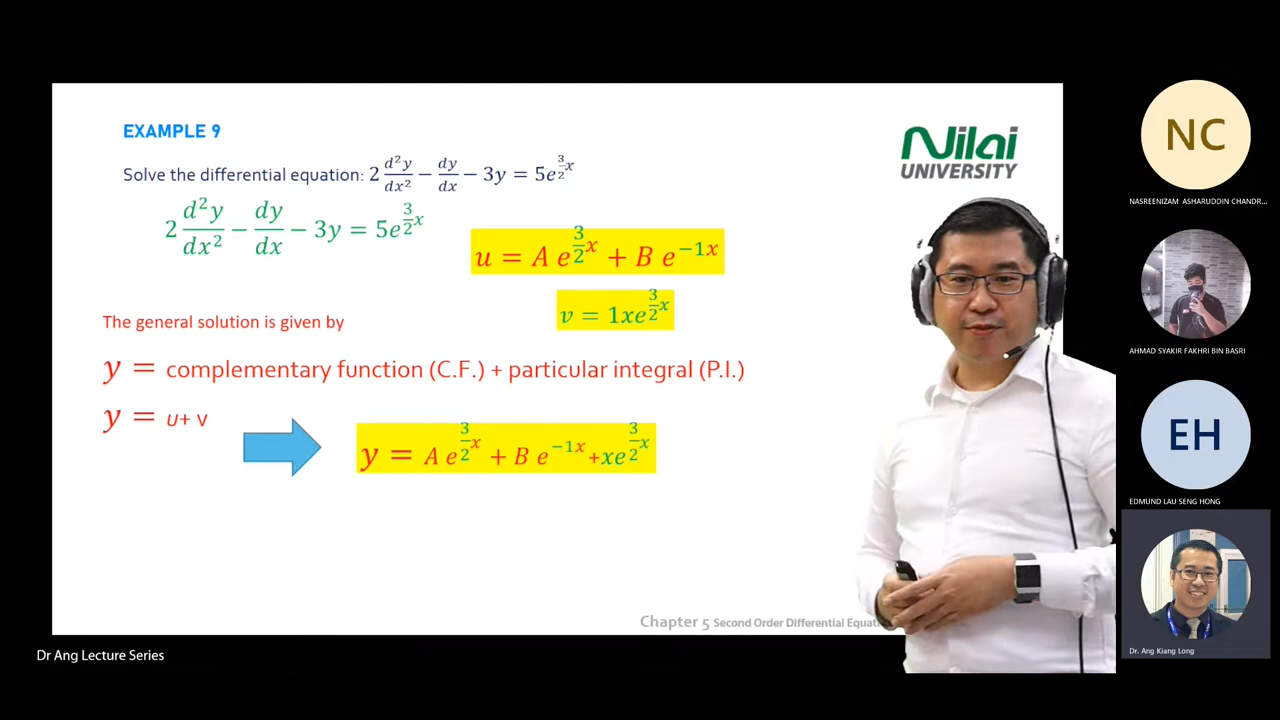 EXAMPLE 9
Nilai
UNIVERSITY
Solve the differential equation: 2 d²y/dx² − dy/dx − 3y = 5e^(3/2 x)
2 d²y/dx² − dy/dx − 3y = 5e^(3/2 x)
u = A e^(3/2 x) + B e^(−1x)
v = 1xe^(3/2 x)
The general solution is given by
y = complementary function (C.F.) + particular integral (P.I.)
y = u+ v
y = A e^(3/2 x) + B e^(−1x) +xe^(3/2 x)
Chapter 5 Second Order Differential
Dr Ang Lecture Series
NC
NASREENIZAM ASHARUDDIN CHANDR...
AHMAD SYAKIR FAKHRI BIN BASRI
EH
EDMUND LAU SENG HONG
Dr. Ang Kiang Long